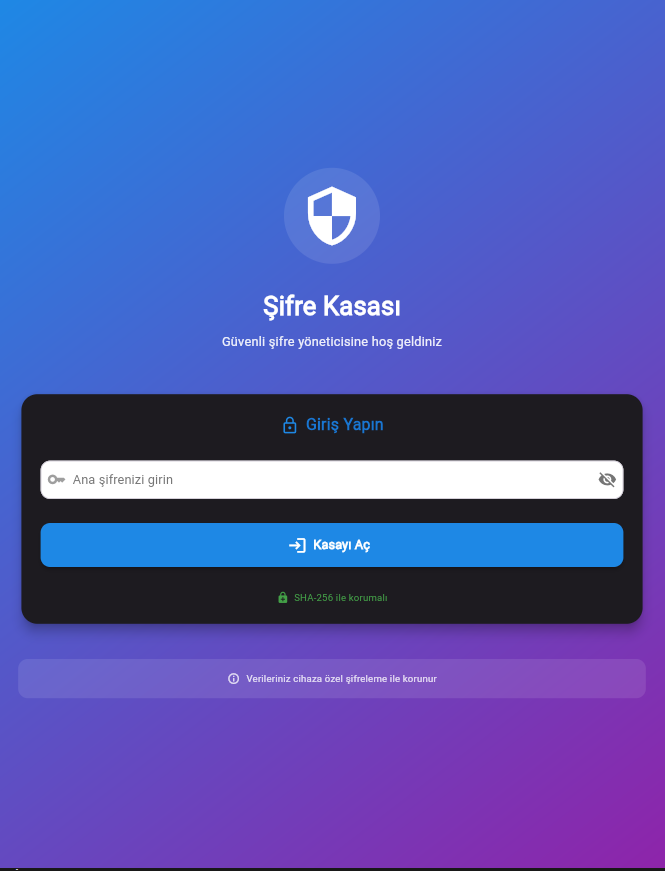 Şifre Kasası
Güvenli şifre yöneticisine hoş geldiniz
Giriş Yapın
Ana şifrenizi girin
Kasayı Aç
SHA-256 ile korumalı
Verileriniz cihaza özel şifreleme ile korunur